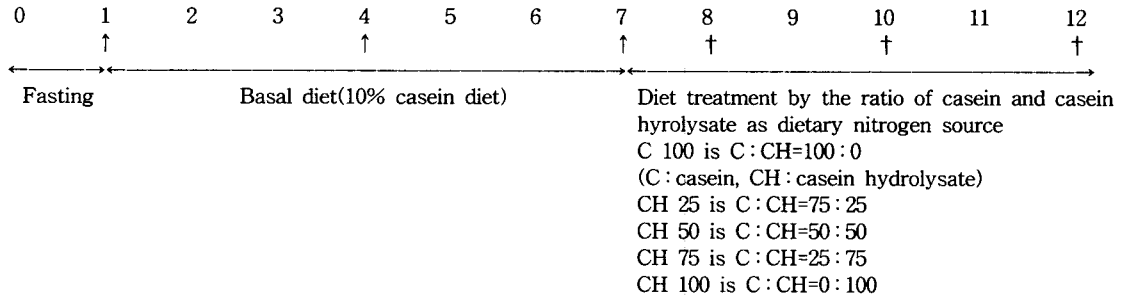 0 1 2 3 4 5 6 7 8 9 10 11 12
↑ ↑ ↑ † † †
Fasting Basal diet(10% casein diet) Diet treatment by the ratio of casein and casein
hyrolysate as dietary nitrogen source
C 100 is C : CH=100 : 0
(C : casein, CH : casein hydrolysate)
CH 25 is C : CH=75 : 25
CH 50 is C : CH=50 : 50
CH 75 is C : CH=25 : 75
CH 100 is C : CH=0 : 100